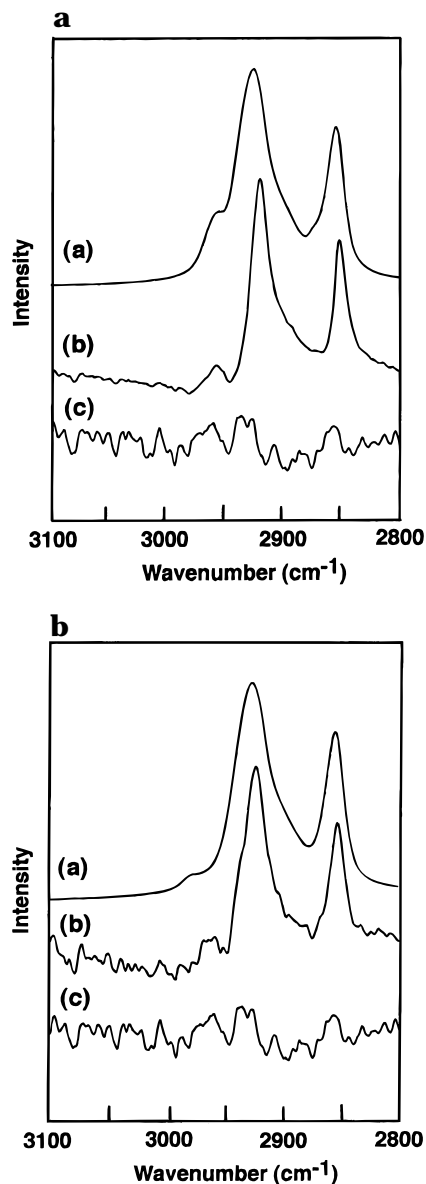 a
Intensity
(a)
(b)
(c)
3100 3000 2900 2800
Wavenumber (cm-1)
b
Intensity
(a)
(b)
(c)
3100 3000 2900 2800
Wavenumber (cm-1)